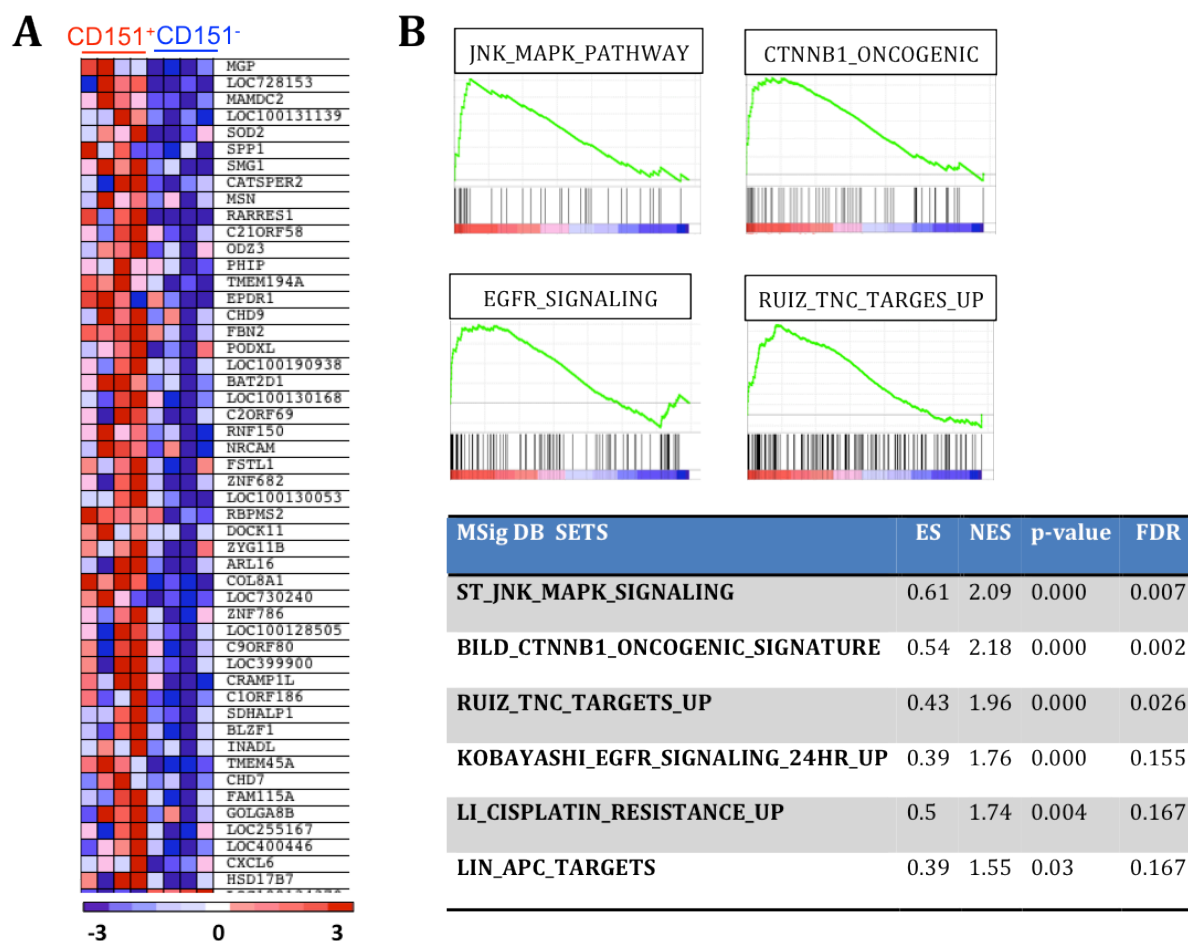 A
CD151+ CD151-
MGP
LOC728153
MAMDC2
LOC100131139
SOD2
SPP1
SMG1
CATSPER2
MSN
RARRES1
C21ORF58
ODZ3
PHIP
TMEM194A
EPDR1
CHD9
FBN2
PODXL
LOC100190938
BAT2D1
LOC100130168
C2ORF69
RNF150
NRCAM
FSTL1
ZNF682
LOC100130053
RBPMS2
DOCK11
ZYG11B
ARL16
COL8A1
LOC730240
ZNF786
LOC100128505
C9ORF80
LOC399900
CRAMP1L
C1ORF186
SDHALP1
BLZF1
INADL
TMEM45A
CHD7
FAM115A
GOLGA8B
LOC255167
LOC400446
CXCL6
HSD17B7
-3 0 3
B
JNK_MAPK_PATHWAY
CTNNB1_ONCOGENIC
EGFR_SIGNALING
RUIZ_TNC_TARGES_UP
MSig DB SETS ES NES p-value FDR
ST_JNK_MAPK_SIGNALING 0.61 2.09 0.000 0.007
BILD_CTNNB1_ONCOGENIC_SIGNATURE 0.54 2.18 0.000 0.002
RUIZ_TNC_TARGETS_UP 0.43 1.96 0.000 0.026
KOBAYASHI_EGFR_SIGNALING_24HR_UP 0.39 1.76 0.000 0.155
LI_CISPLATIN_RESISTANCE_UP 0.5 1.74 0.004 0.167
LIN_APC_TARGETS 0.39 1.55 0.03 0.167